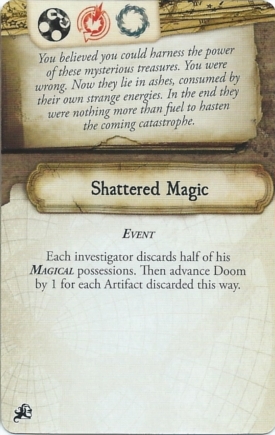 You believed you could harness the power
of these mysterious treasures. You were
wrong. Now they lie in ashes, consumed by
their own strange energies. In the end they
were nothing more than fuel to hasten
the coming catastrophe.
Shattered Magic
EVENT
Each investigator discards half of his
MAGICAL possessions. Then advance Doom
by 1 for each Artifact discarded this way.